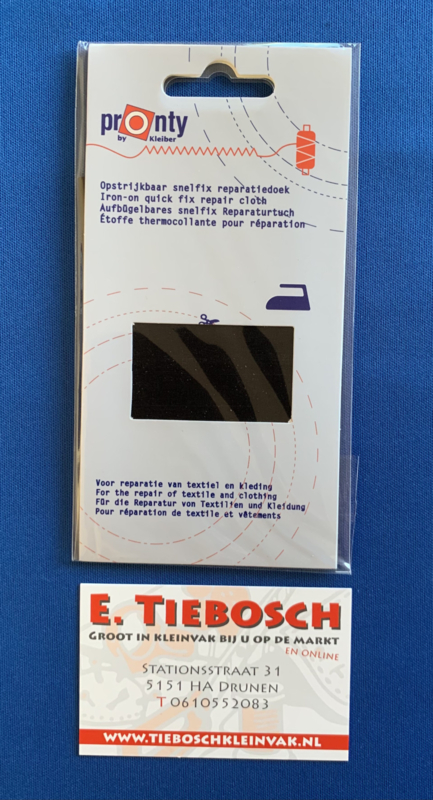 pronty
by Kleiber
Opstrijkbaar snelfix reparatiedoek
Iron-on quick fix repair cloth
Aufbügelbares snelfix Reparaturtuch
Étoffe thermocollante pour réparation
Voor reparatie van textiel en kleding
For the repair of textile and clothing
Für die Reparatur von Textilien und Kleidung
Pour réparation de textile et vêtements
E. TIEBOSCH
GROOT IN KLEINVAK BIJ U OP DE MARKT
EN ONLINE
STATIONSSTRAAT 31
5151 HA DRUNEN
T 0610552083
WWW.TIEBOSCHKLEINVAK.NL